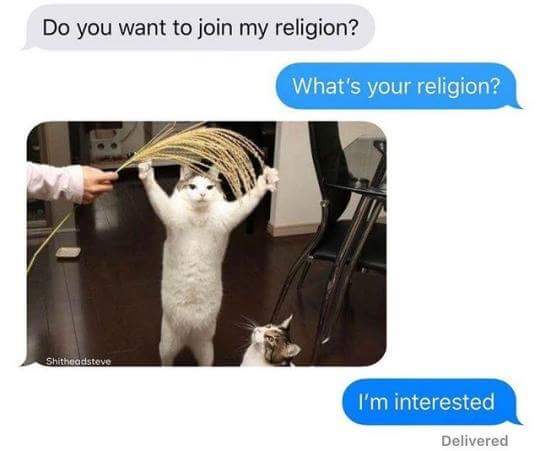 Do you want to join my religion?
What's your religion?
Shitheadsteve
I'm interested
Delivered